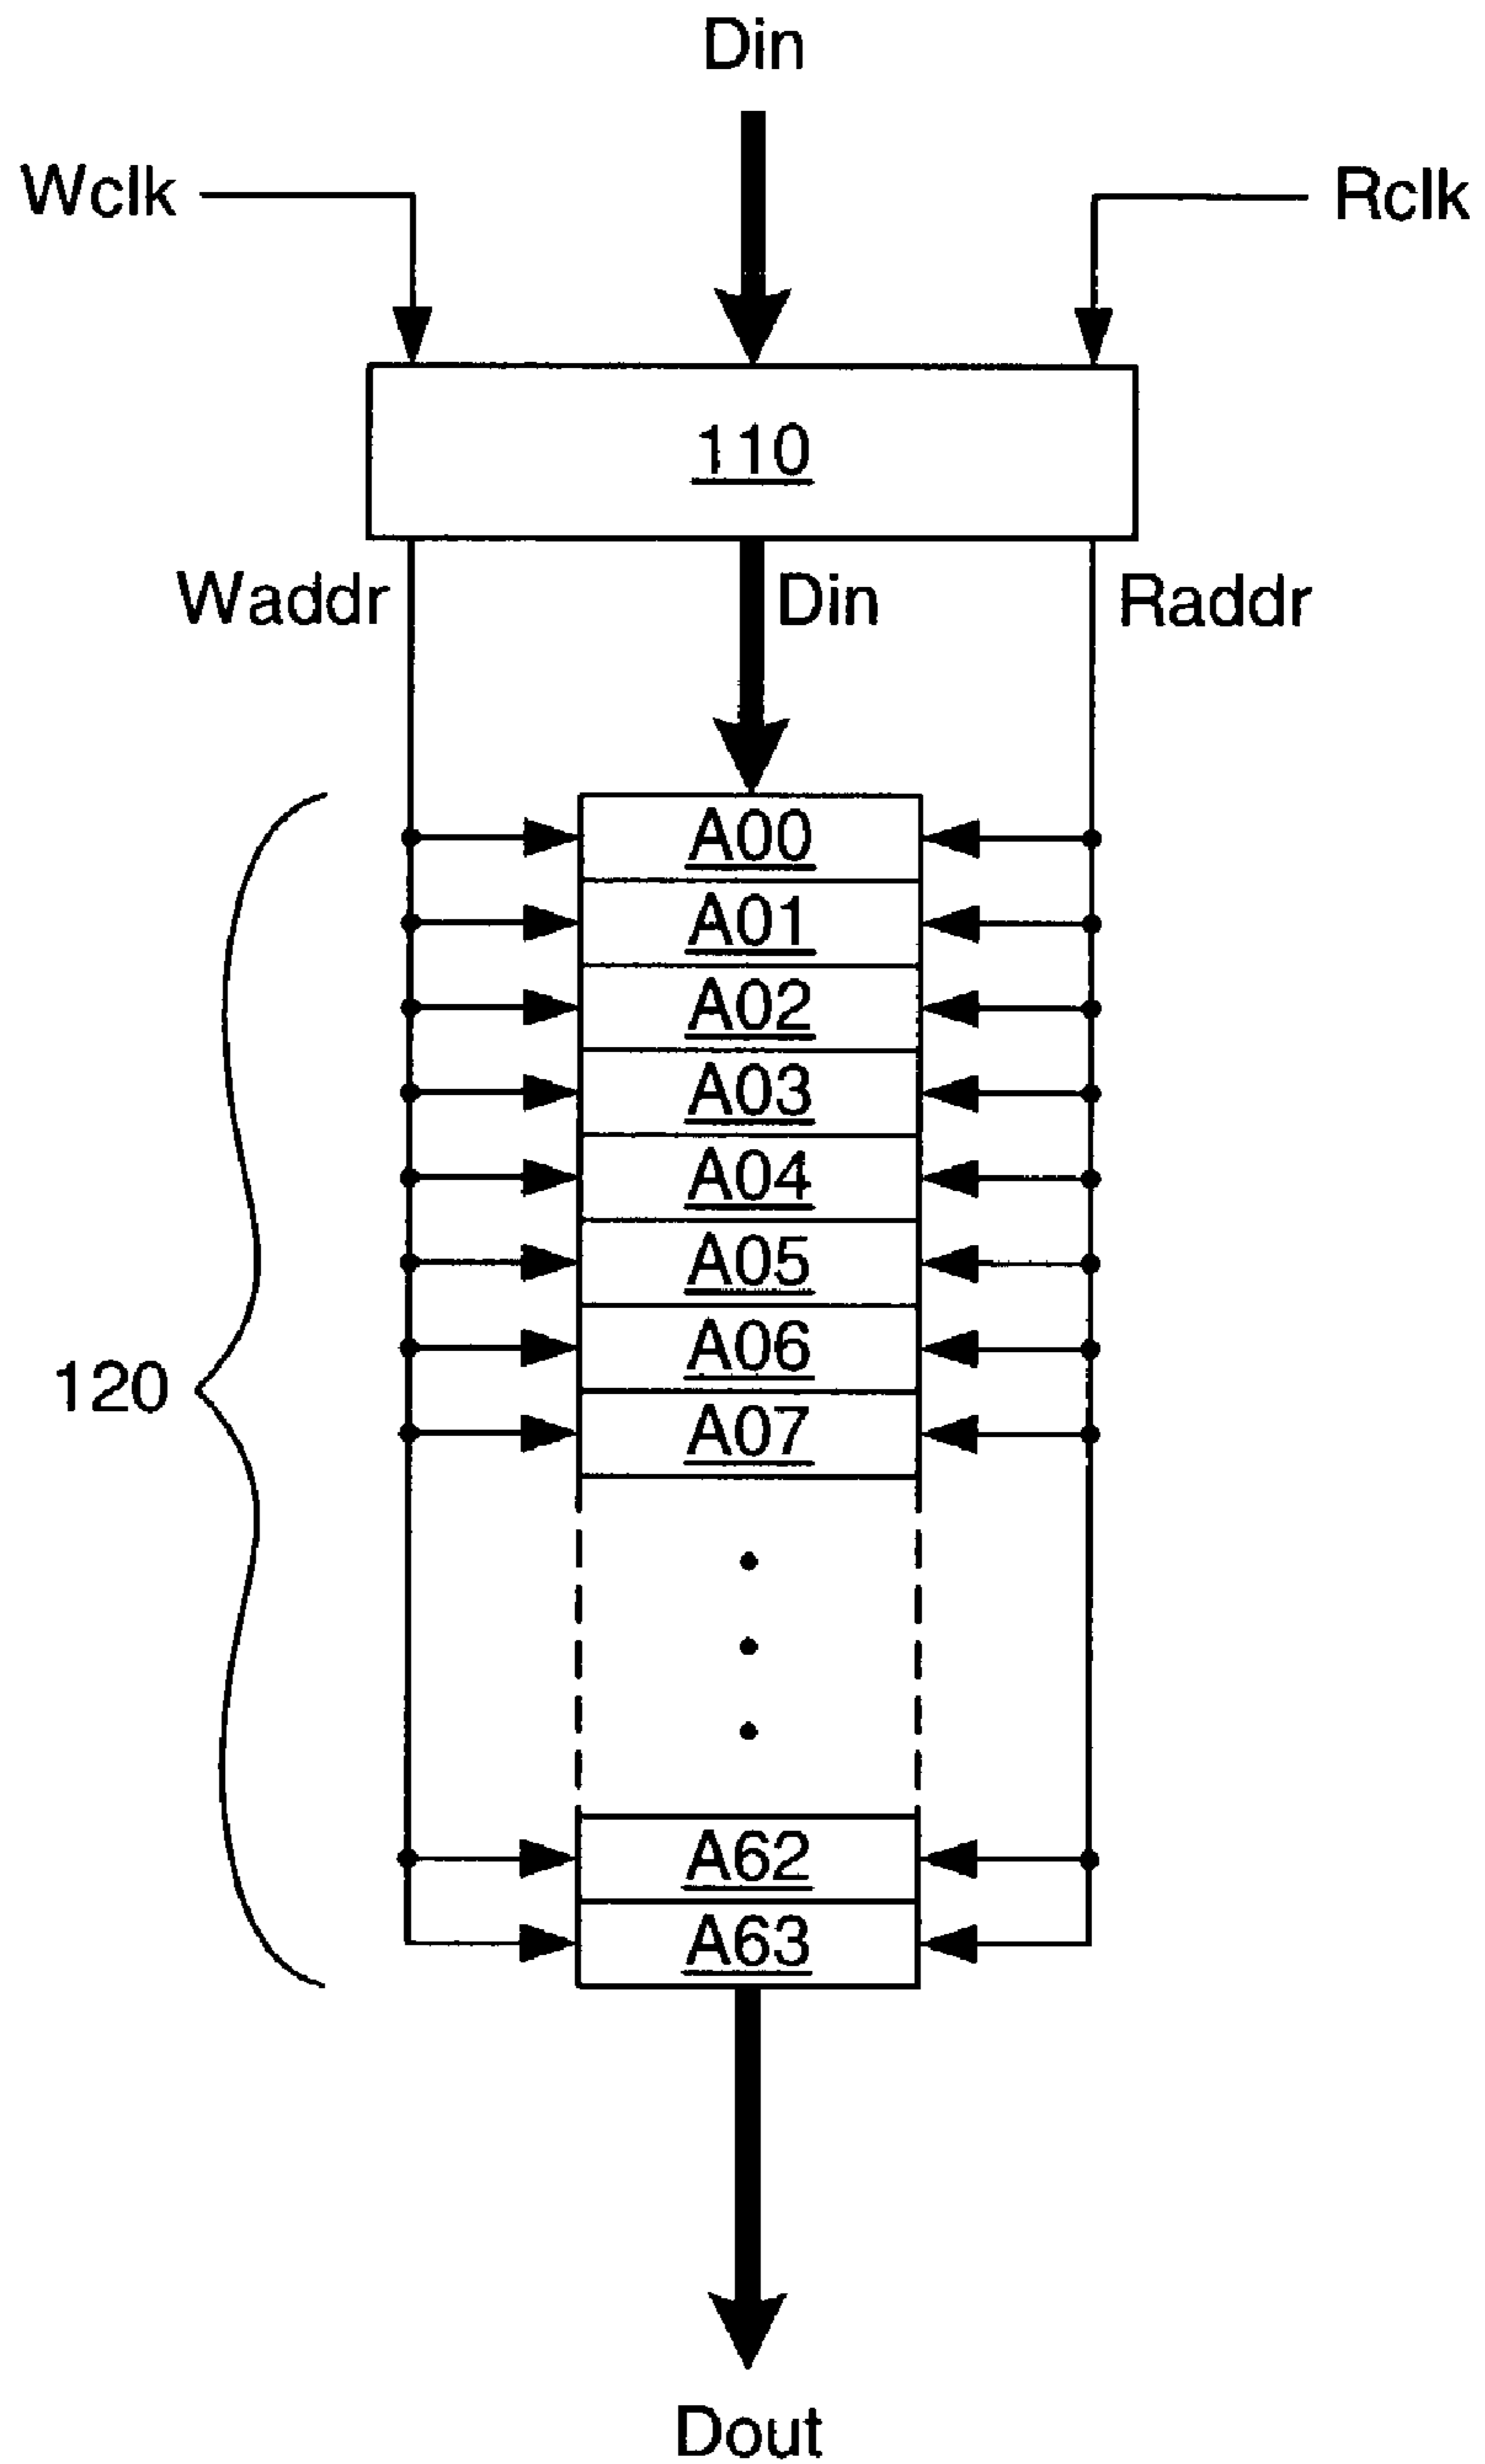 Din
Wclk
Rclk
110
Waddr
Din
Raddr
A00
A01
A02
A03
A04
A05
A06
120
A07
A62
A63
Dout